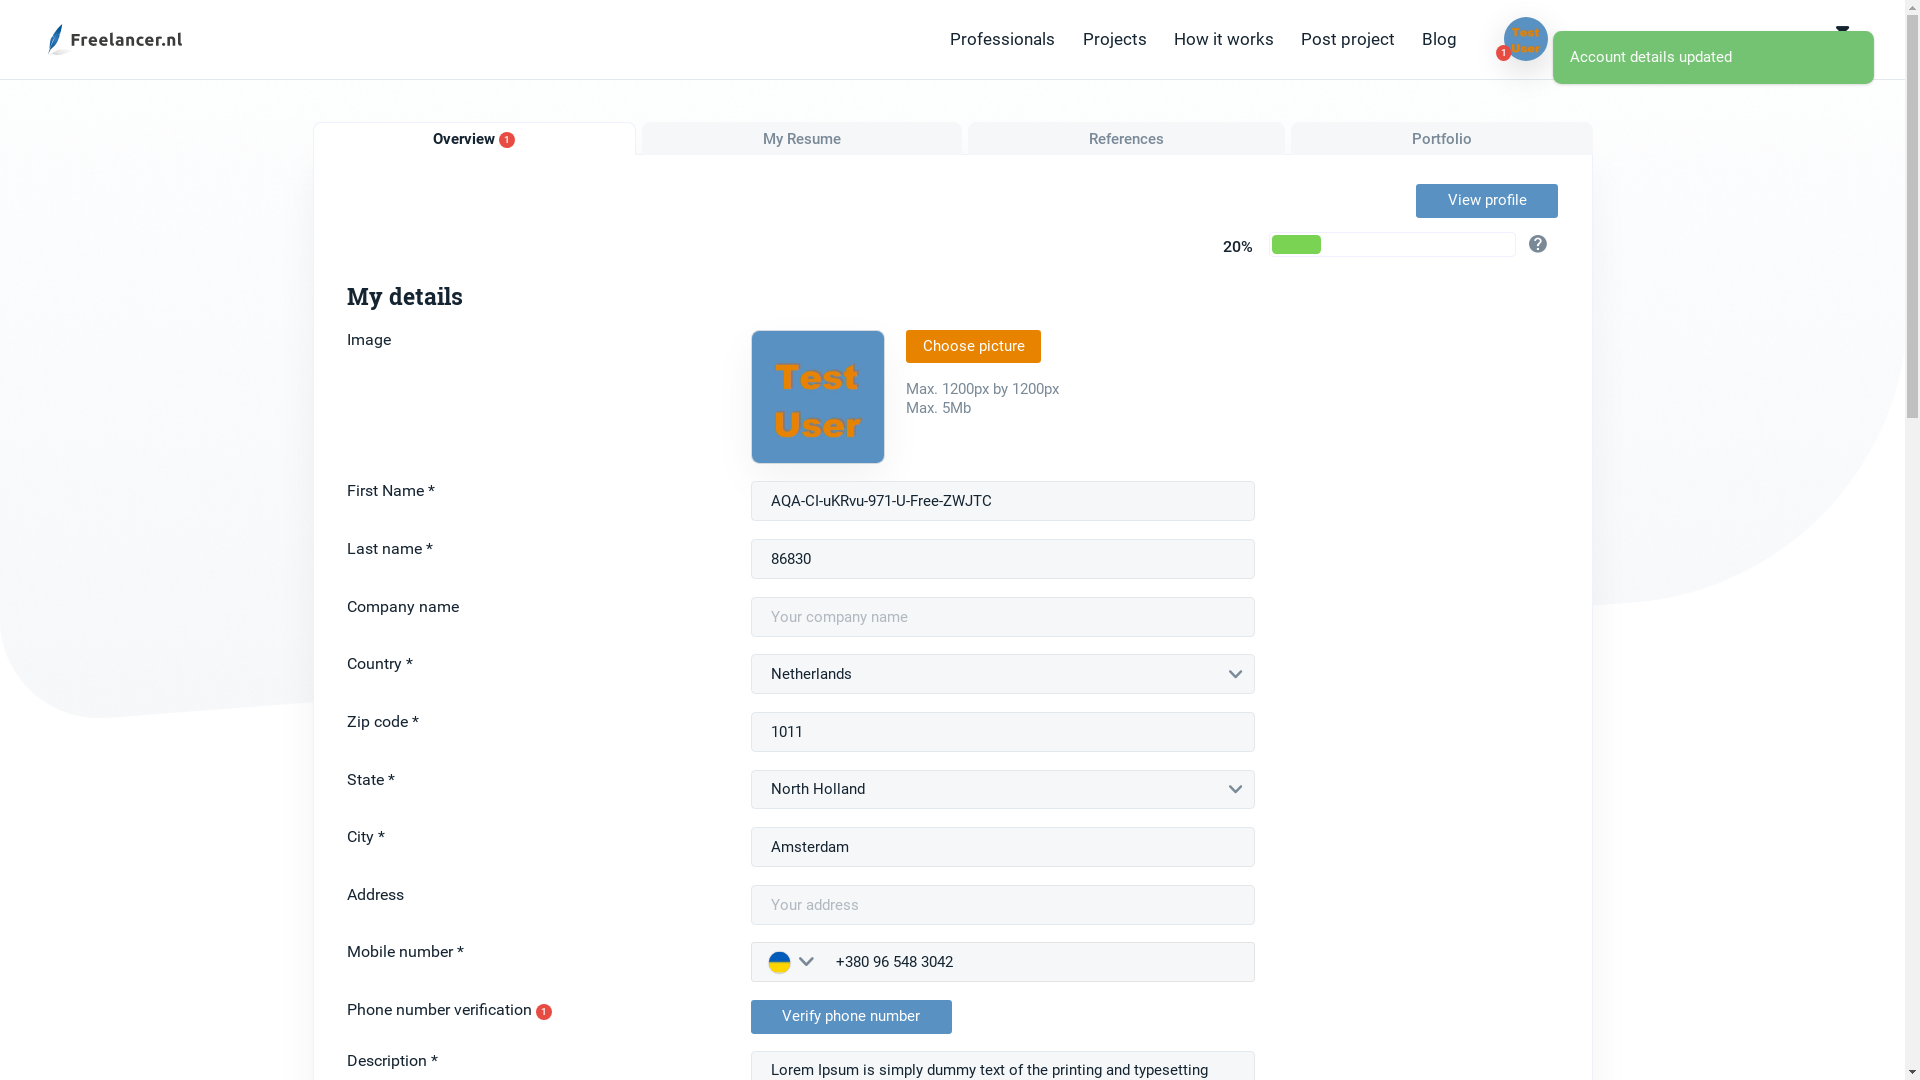 Freelancer.nl
Professionals
Projects
How it works
Post project
Blog
Test
User
1
Account details updated
Overview 1
My Resume
References
Portfolio
View profile
20%
?
My details
Image
Test
User
Choose picture
Max. 1200px by 1200px
Max. 5Mb
First Name *
AQA-CI-uKRvu-971-U-Free-ZWJTC
Last name *
86830
Company name
Your company name
Country *
Netherlands
Zip code *
1011
State *
North Holland
City *
Amsterdam
Address
Your address
Mobile number *
+380 96 548 3042
Phone number verification 1
Verify phone number
Description *
Lorem Ipsum is simply dummy text of the printing and typesetting